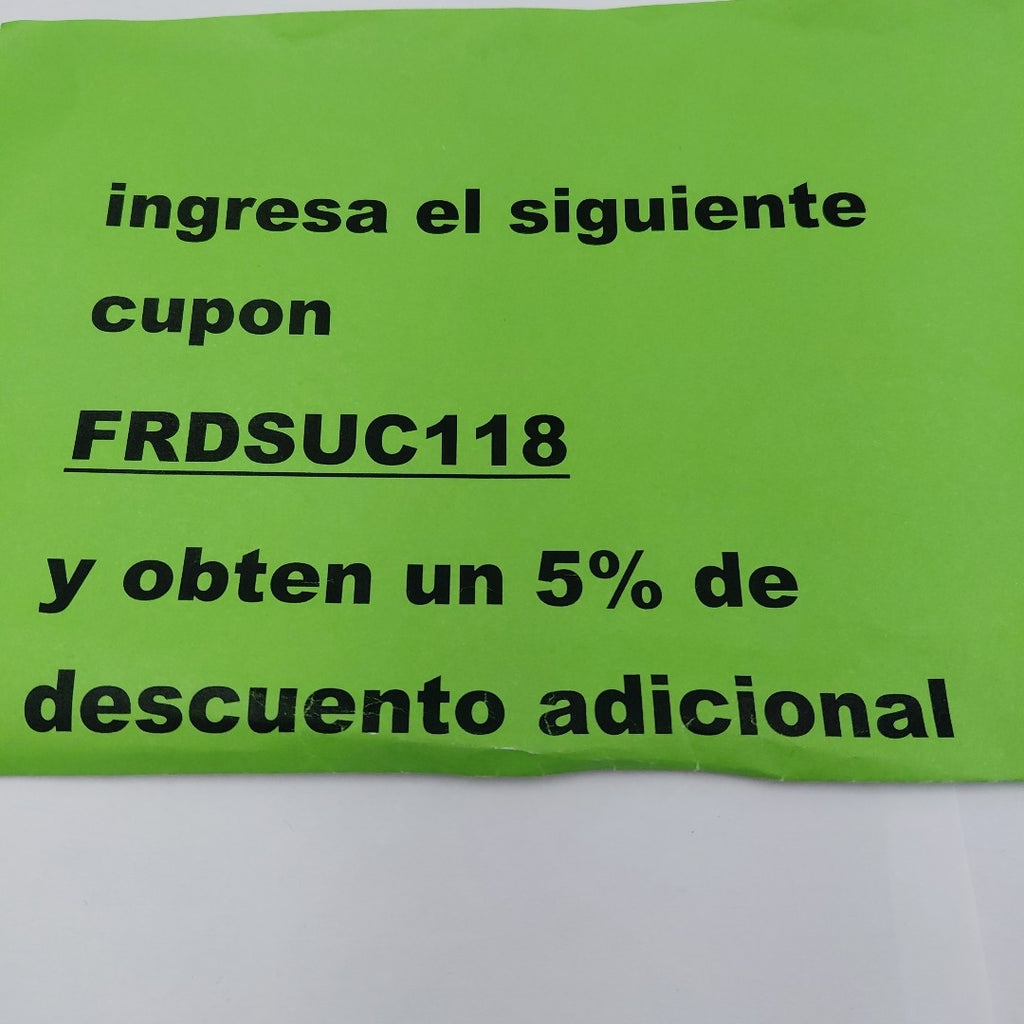 ingresa el siguiente
cupon
FRDSUC118
y obten un 5% de
descuento adicional